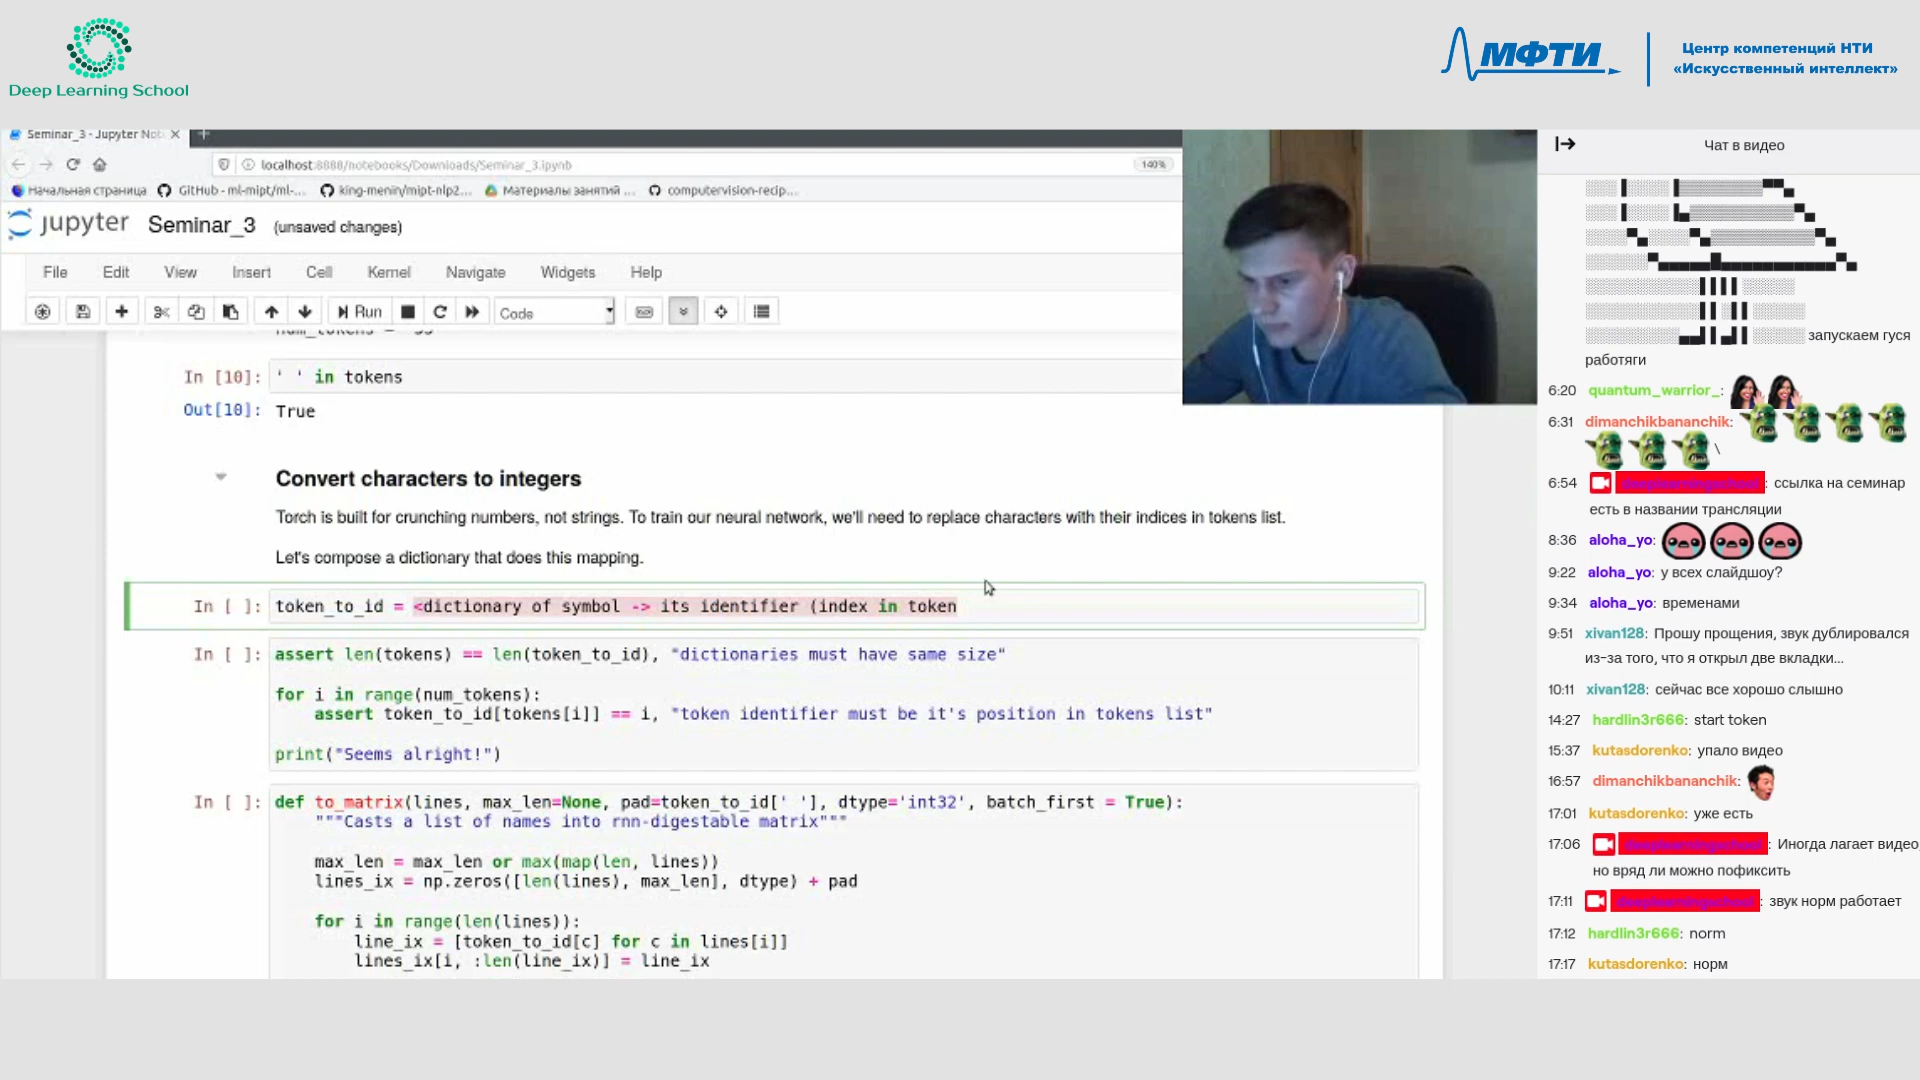 Deep Learning School
МФТИ
Центр компетенций НТИ
«Искусственный интеллект»
Seminar_3 - Jupyter Not
localhost:8888/notebooks/Downloads/Seminar_3.ipynb
140%
Начальная страница
GitHub - ml-mipt/ml-...
king-menin/mipt-nlp2...
Материалы занятий ...
computervision-recip...
jupyter Seminar_3 (unsaved changes)
File Edit View Insert Cell Kernel Navigate Widgets Help
Run
Code
In [10]: ' ' in tokens
Out[10]: True
Convert characters to integers
Torch is built for crunching numbers, not strings. To train our neural network, we'll need to replace characters with their indices in tokens list.
Let's compose a dictionary that does this mapping.
In [ ]: token_to_id = <dictionary of symbol -> its identifier (index in token
In [ ]: assert len(tokens) == len(token_to_id), "dictionaries must have same size"
for i in range(num_tokens):
assert token_to_id[tokens[i]] == i, "token identifier must be it's position in tokens list"
print("Seems alright!")
In [ ]: def to_matrix(lines, max_len=None, pad=token_to_id[' '], dtype='int32', batch_first = True):
"""Casts a list of names into rnn-digestable matrix"""
max_len = max_len or max(map(len, lines))
lines_ix = np.zeros([len(lines), max_len], dtype) + pad
for i in range(len(lines)):
line_ix = [token_to_id[c] for c in lines[i]]
lines_ix[i, :len(line_ix)] = line_ix
Чат в видео
запускаем гуся
работяги
6:20 quantum_warrior_:
6:31 dimanchikbananchik:
\
6:54 deeplearningschool: ссылка на семинар
есть в названии трансляции
8:36 aloha_yo:
9:22 aloha_yo: у всех слайдшоу?
9:34 aloha_yo: временами
9:51 xivan128: Прошу прощения, звук дублировался
из-за того, что я открыл две вкладки...
10:11 xivan128: сейчас все хорошо слышно
14:27 hardlin3r666: start token
15:37 kutasdorenko: упало видео
16:57 dimanchikbananchik:
17:01 kutasdorenko: уже есть
17:06 deeplearningschool: Иногда лагает видео,
но вряд ли можно пофиксить
17:11 deeplearningschool: звук норм работает
17:12 hardlin3r666: norm
17:17 kutasdorenko: норм